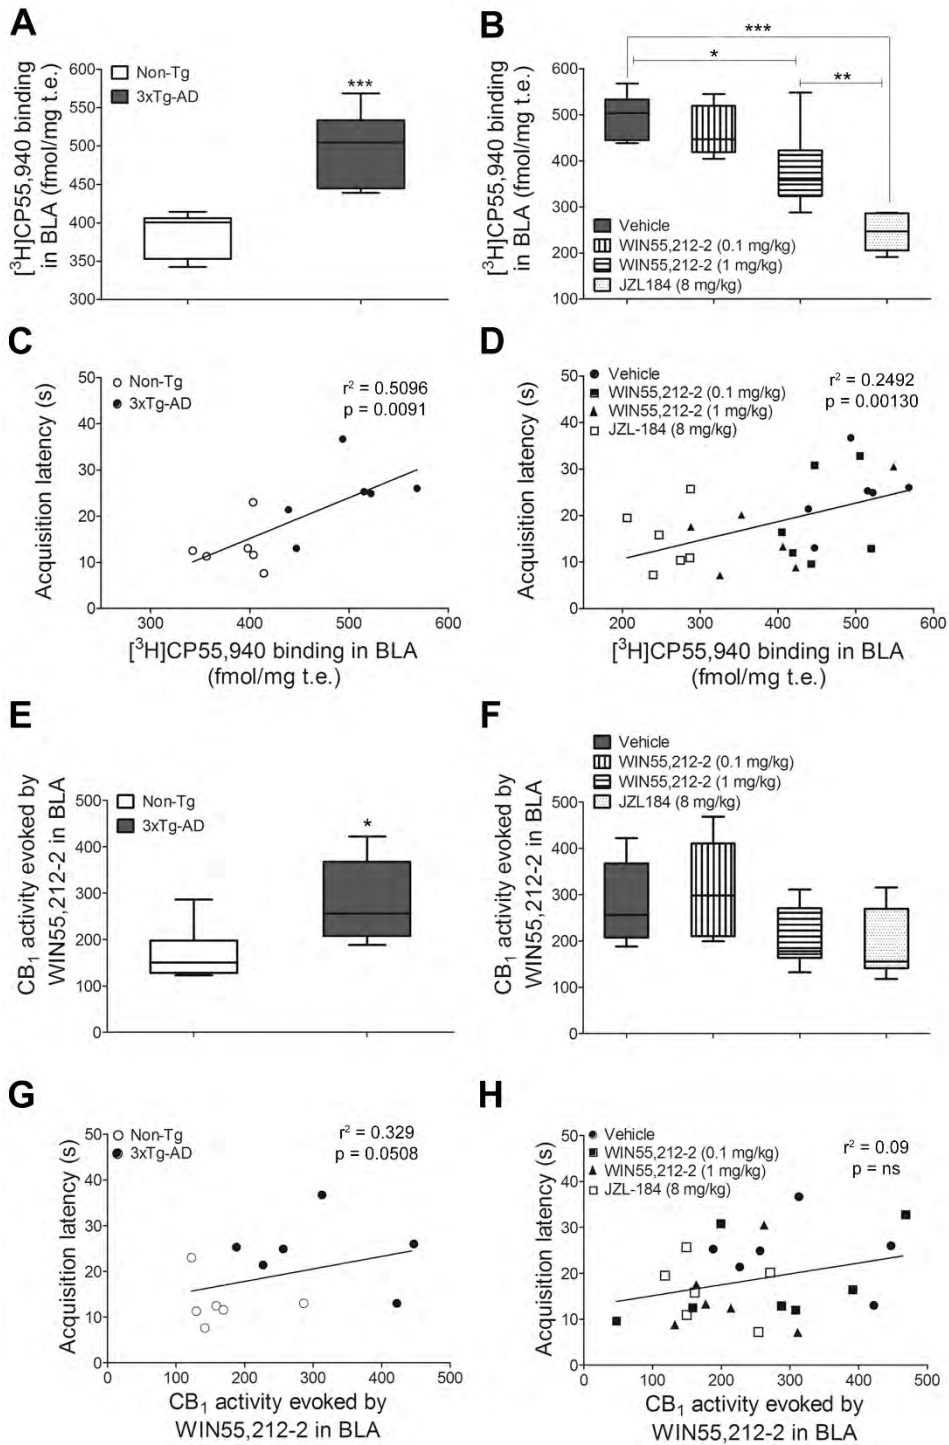 A
[³H]CP55,940 binding
in BLA (fmol/mg t.e.)
600
550
500
450
400
350
300
Non-Tg
3xTg-AD
***
B
[³H]CP55,940 binding
in BLA (fmol/mg t.e.)
600
500
400
300
200
100
***
*
**
Vehicle
WIN55,212-2 (0.1 mg/kg)
WIN55,212-2 (1 mg/kg)
JZL184 (8 mg/kg)
C
Acquisition latency (s)
50
40
30
20
10
0
Non-Tg
3xTg-AD
r² = 0.5096
p = 0.0091
300
400
500
600
[³H]CP55,940 binding in BLA
(fmol/mg t.e.)
D
Acquisition latency (s)
50
40
30
20
10
0
Vehicle
WIN55,212-2 (0.1 mg/kg)
WIN55,212-2 (1 mg/kg)
JZL-184 (8 mg/kg)
r² = 0.2492
p = 0.00130
200
300
400
500
600
[³H]CP55,940 binding in BLA
(fmol/mg t.e.)
E
CB₁ activity evoked by
WIN55,212-2 in BLA
500
400
300
200
100
0
Non-Tg
3xTg-AD
*
F
CB₁ activity evoked by
WIN55,212-2 in BLA
Vehicle
WIN55,212-2 (0.1 mg/kg)
WIN55,212-2 (1 mg/kg)
JZL184 (8 mg/kg)
500
400
300
200
100
0
G
Acquisition latency (s)
50
40
30
20
10
0
Non-Tg
3xTg-AD
r² = 0.329
p = 0.0508
0
100
200
300
400
500
CB₁ activity evoked by
WIN55,212-2 in BLA
H
Acquisition latency (s)
50
40
30
20
10
0
Vehicle
WIN55,212-2 (0.1 mg/kg)
WIN55,212-2 (1 mg/kg)
JZL-184 (8 mg/kg)
r² = 0.09
p = ns
0
100
200
300
400
500
CB₁ activity evoked by
WIN55,212-2 in BLA